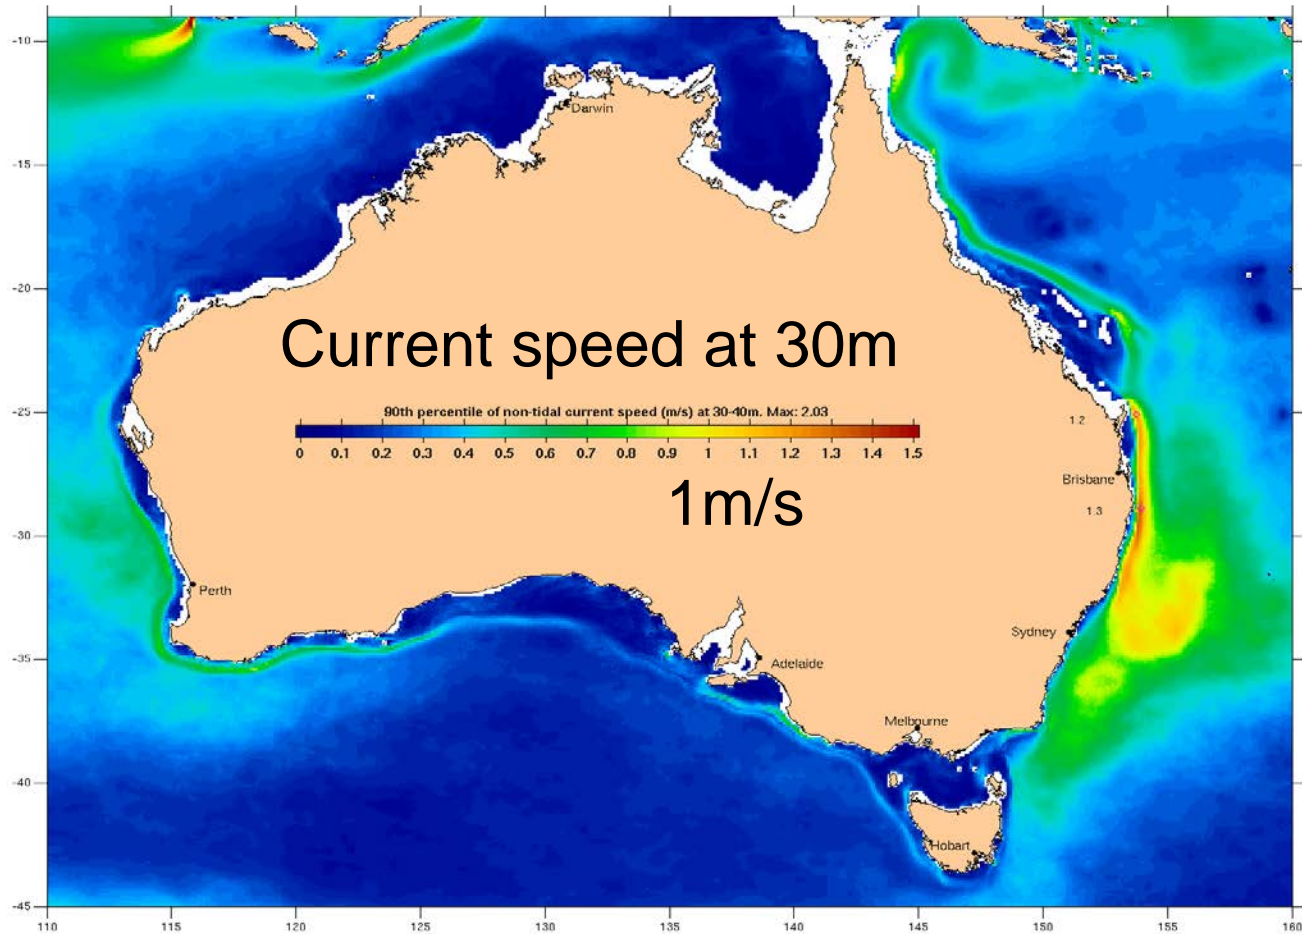 -10
Darwin
-15
-20
Current speed at 30m
90th percentile of non-tidal current speed (m/s) at 30-40m. Max: 2.03
-25
1.2
0 0.1 0.2 0.3 0.4 0.5 0.6 0.7 0.8 0.9 1 1.1 1.2 1.3 1.4 1.5
Brisbane
1m/s
1.3
-30
Perth
Sydney
-35
Adelaide
Melbourne
-40
Hobart
-45
110 115 120 125 130 135 140 145 150 155 160